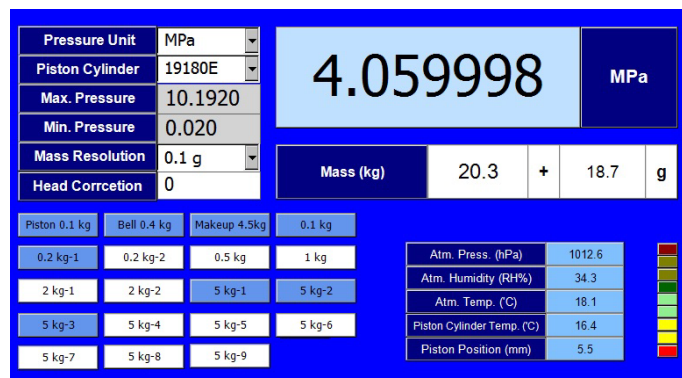 Pressure Unit MPa
Piston Cylinder 19180E
Max. Pressure 10.1920
Min. Pressure 0.020
Mass Resolution 0.1 g
Head Corrcetion 0
4.059998 MPa
Mass (kg) 20.3 + 18.7 g
Piston 0.1 kg Bell 0.4 kg Makeup 4.5kg 0.1 kg
0.2 kg-1 0.2 kg-2 0.5 kg 1 kg
2 kg-1 2 kg-2 5 kg-1 5 kg-2
5 kg-3 5 kg-4 5 kg-5 5 kg-6
5 kg-7 5 kg-8 5 kg-9
Atm. Press. (hPa) 1012.6
Atm. Humidity (RH%) 34.3
Atm. Temp. (℃) 18.1
Piston Cylinder Temp. (℃) 16.4
Piston Position (mm) 5.5